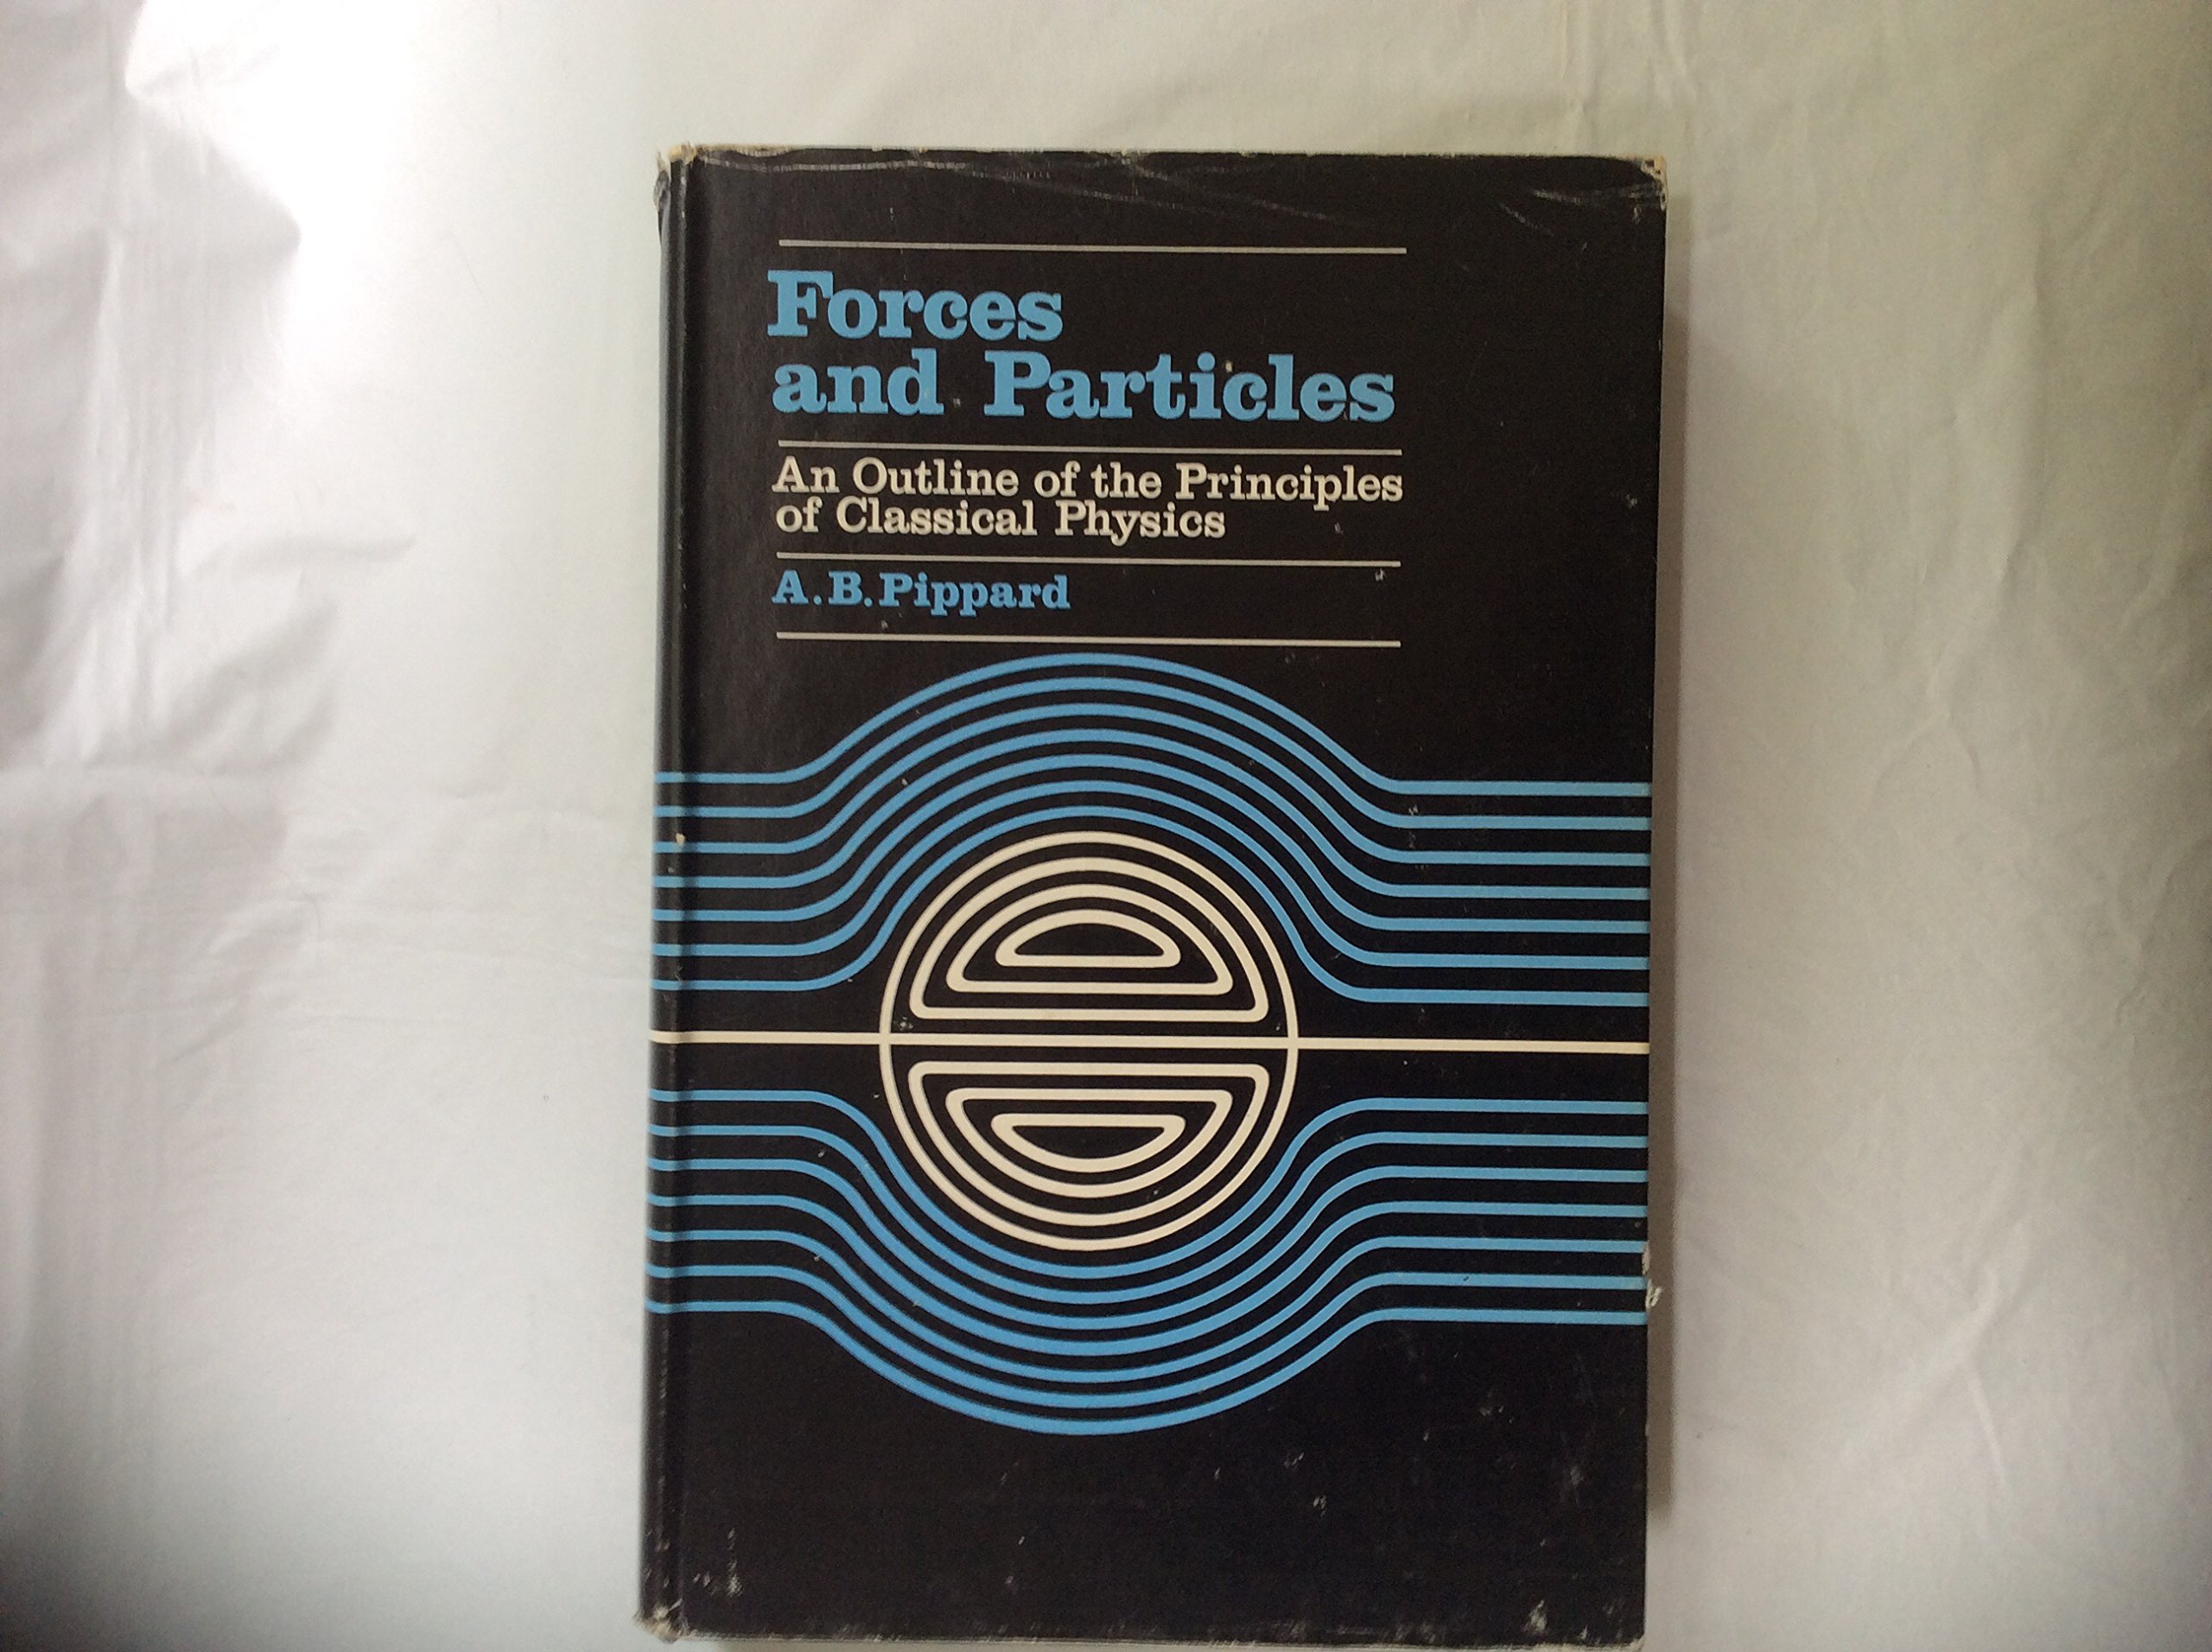 Forces
and Particles
An Outline of the Principles
of Classical Physics
A.B.Pippard